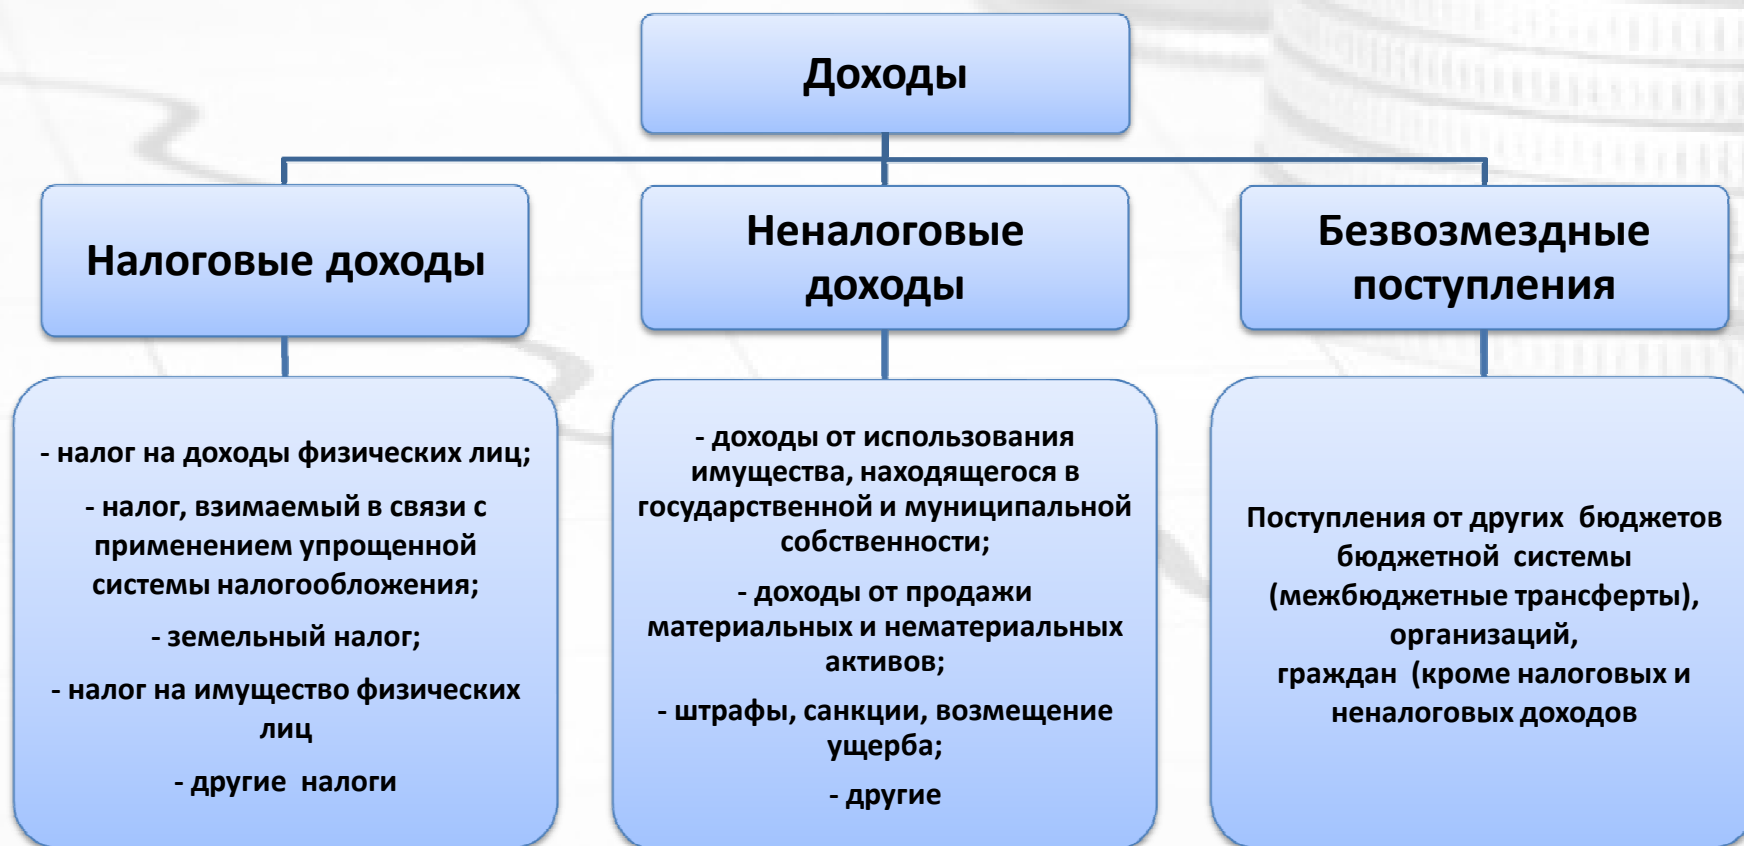 Доходы
Налоговые доходы
- налог на доходы физических лиц;
- налог, взимаемый в связи с
применением упрощенной
системы налогообложения;
- земельный налог;
- налог на имущество физических
лиц
- другие налоги
Неналоговые
доходы
- доходы от использования
имущества, находящегося в
государственной и муниципальной
собственности;
- доходы от продажи
материальных и нематериальных
активов;
- штрафы, санкции, возмещение
ущерба;
- другие
Безвозмездные
поступления
Поступления от других бюджетов
бюджетной системы
(межбюджетные трансферты),
организаций,
граждан (кроме налоговых и
неналоговых доходов